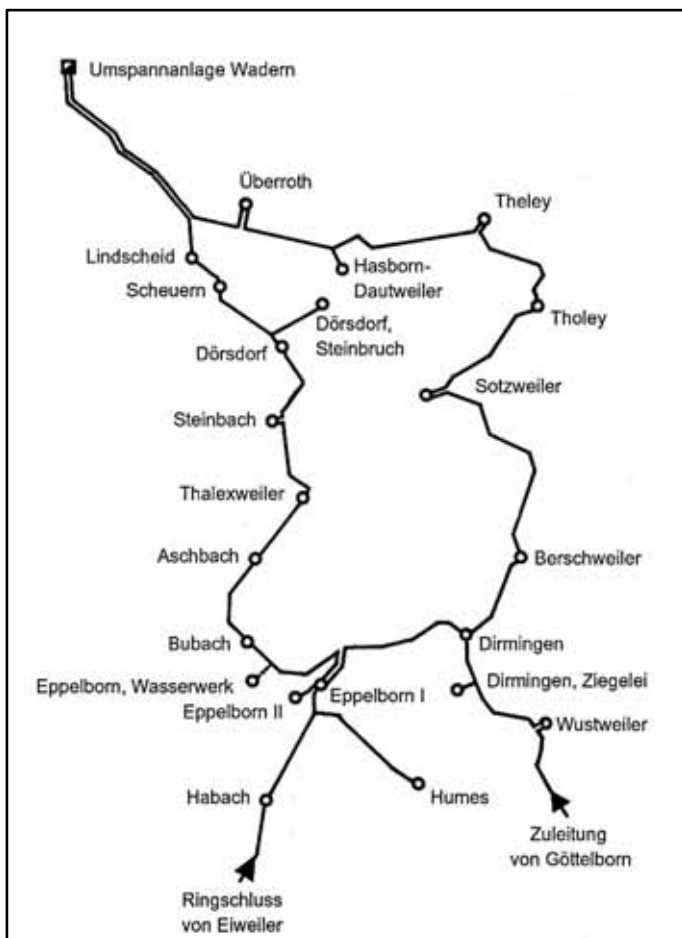 Umspannanlage Wadern
Überroth
Theley
Lindscheid
Hasborn-
Dautweiler
Scheuern
Tholey
Dörsdorf,
Steinbruch
Dörsdorf
Sotzweiler
Steinbach
Thalexweiler
Aschbach
Berschweiler
Bubach
Dirmingen
Eppelborn, Wasserwerk
Eppelborn I
Dirmingen, Ziegelei
Eppelborn II
Wustweiler
Habach
Humes
Zuleitung
von Göttelborn
Ringschluss
von Eiweiler